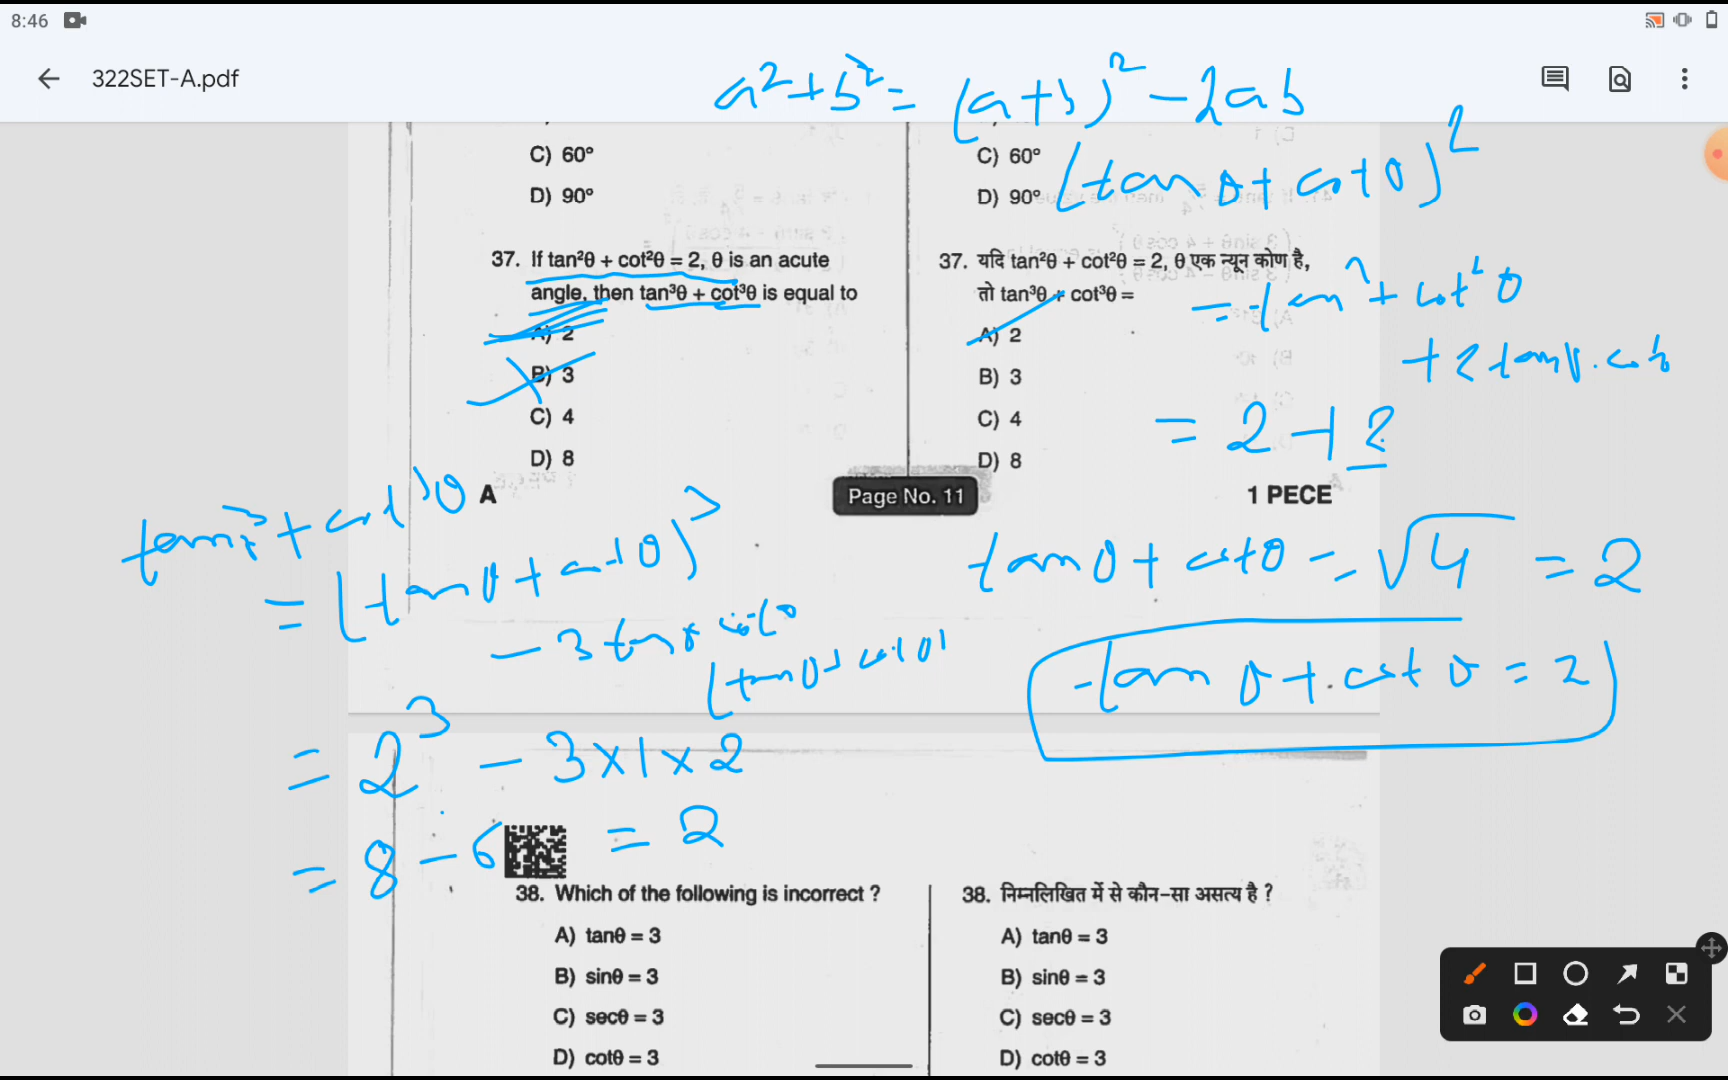 8:46
322SET-A.pdf
a²+b² = (a+b)² - 2ab
C) 60°
D) 90°
37. If tan²θ + cot²θ = 2, θ is an acute
angle, then tan³θ + cot³θ is equal to
A) 2
B) 3
C) 4
D) 8
A
C) 60°
D) 90°
(tanθ + cotθ)²
37. यदि tan²θ + cot²θ = 2, θ एक न्यून कोण है,
तो tan³θ + cot³θ =
A) 2
B) 3
C) 4
D) 8
= tan² + cot²θ
+ 2 tanθ.cotθ
= 2 + 2
Page No. 11
1 PECE
tan³ + cot³θ
= (tanθ + cotθ)³
- 3 tanθ cotθ
(tanθ + cotθ)
= 2³ - 3×1×2
= 8 - 6 = 2
tanθ + cotθ = √4 = 2
tanθ + cotθ = 2
38. Which of the following is incorrect ?
A) tanθ = 3
B) sinθ = 3
C) secθ = 3
D) cotθ = 3
38. निम्नलिखित में से कौन-सा असत्य है ?
A) tanθ = 3
B) sinθ = 3
C) secθ = 3
D) cotθ = 3